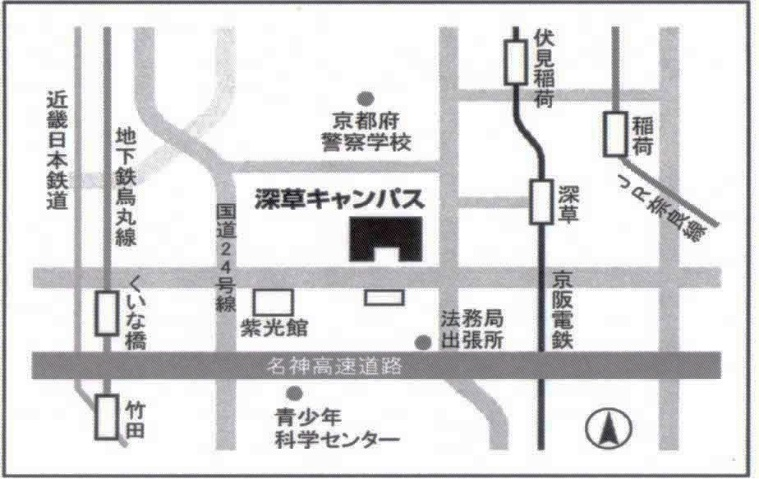 伏見稲荷
稲荷
近畿日本鉄道
地下鉄烏丸線
京都府
警察学校
深草キャンパス
国道24号線
深草
JR奈良線
くいな橋
紫光館
法務局
出張所
京阪電鉄
名神高速道路
竹田
青少年
科学センター